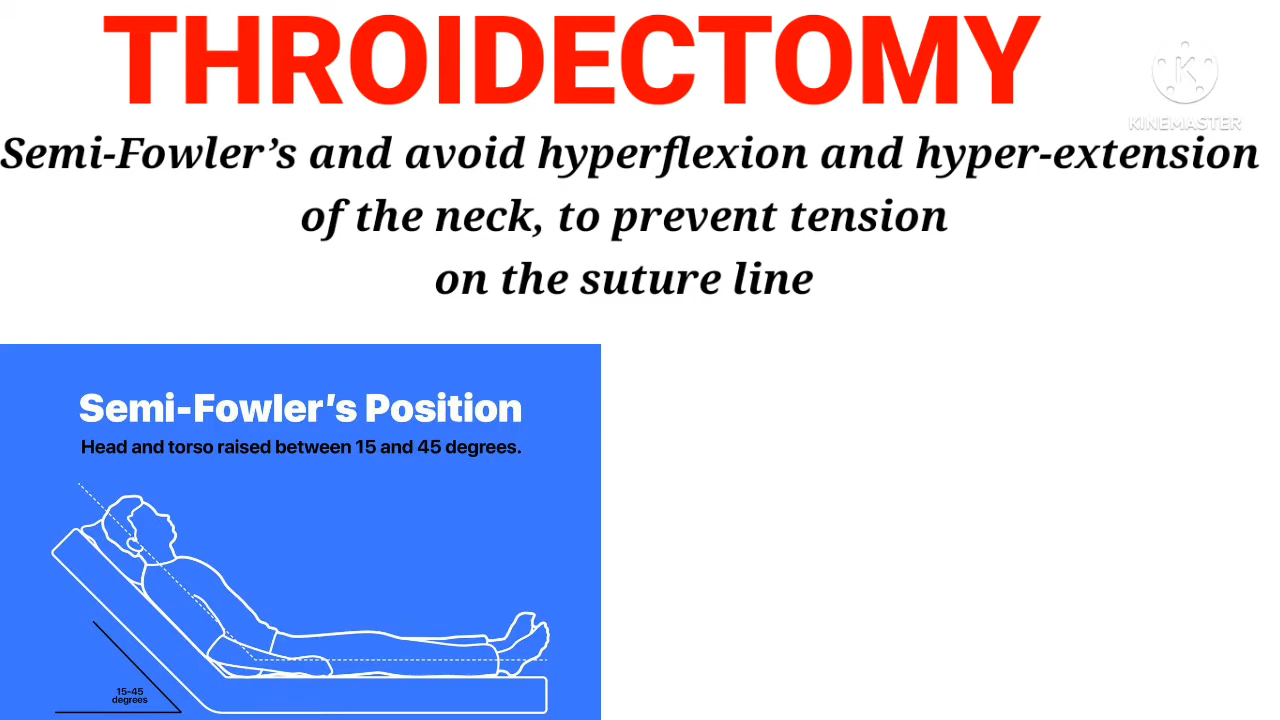 THROIDECTOMY
KINEMASTER
Semi-Fowler’s and avoid hyperflexion and hyper-extension
of the neck, to prevent tension
on the suture line
Semi-Fowler’s Position
Head and torso raised between 15 and 45 degrees.
15-45
degrees